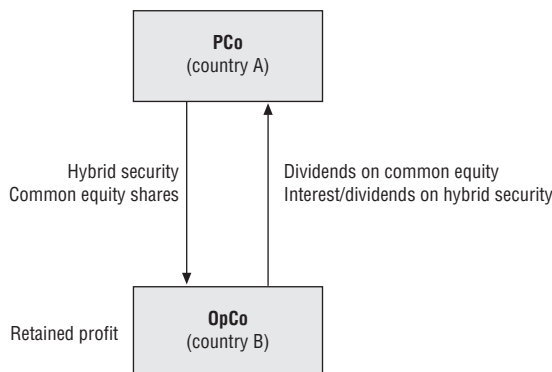 PCo
(country A)
Hybrid security
Common equity shares
Dividends on common equity
Interest/dividends on hybrid security
Retained profit
OpCo
(country B)